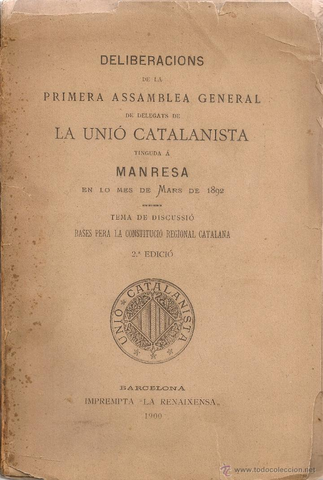 DELIBERACIONS
DE LA
PRIMERA ASSAMBLEA GENERAL
DE DELEGATS DE
LA UNIÓ CATALANISTA
TINGUDA Á
MANRESA
EN LO MES DE MARS DE 1892
TEMA DE DISCUSSIÓ
BASES PERA LA CONSTITUCIÓ REGIONAL CATALANA
2.ª EDICIÓ
UNIÓ CATALANISTA
BARCELONA
IMPREMPTA "LA RENAIXENSA"
1900
www.todocoleccion.net